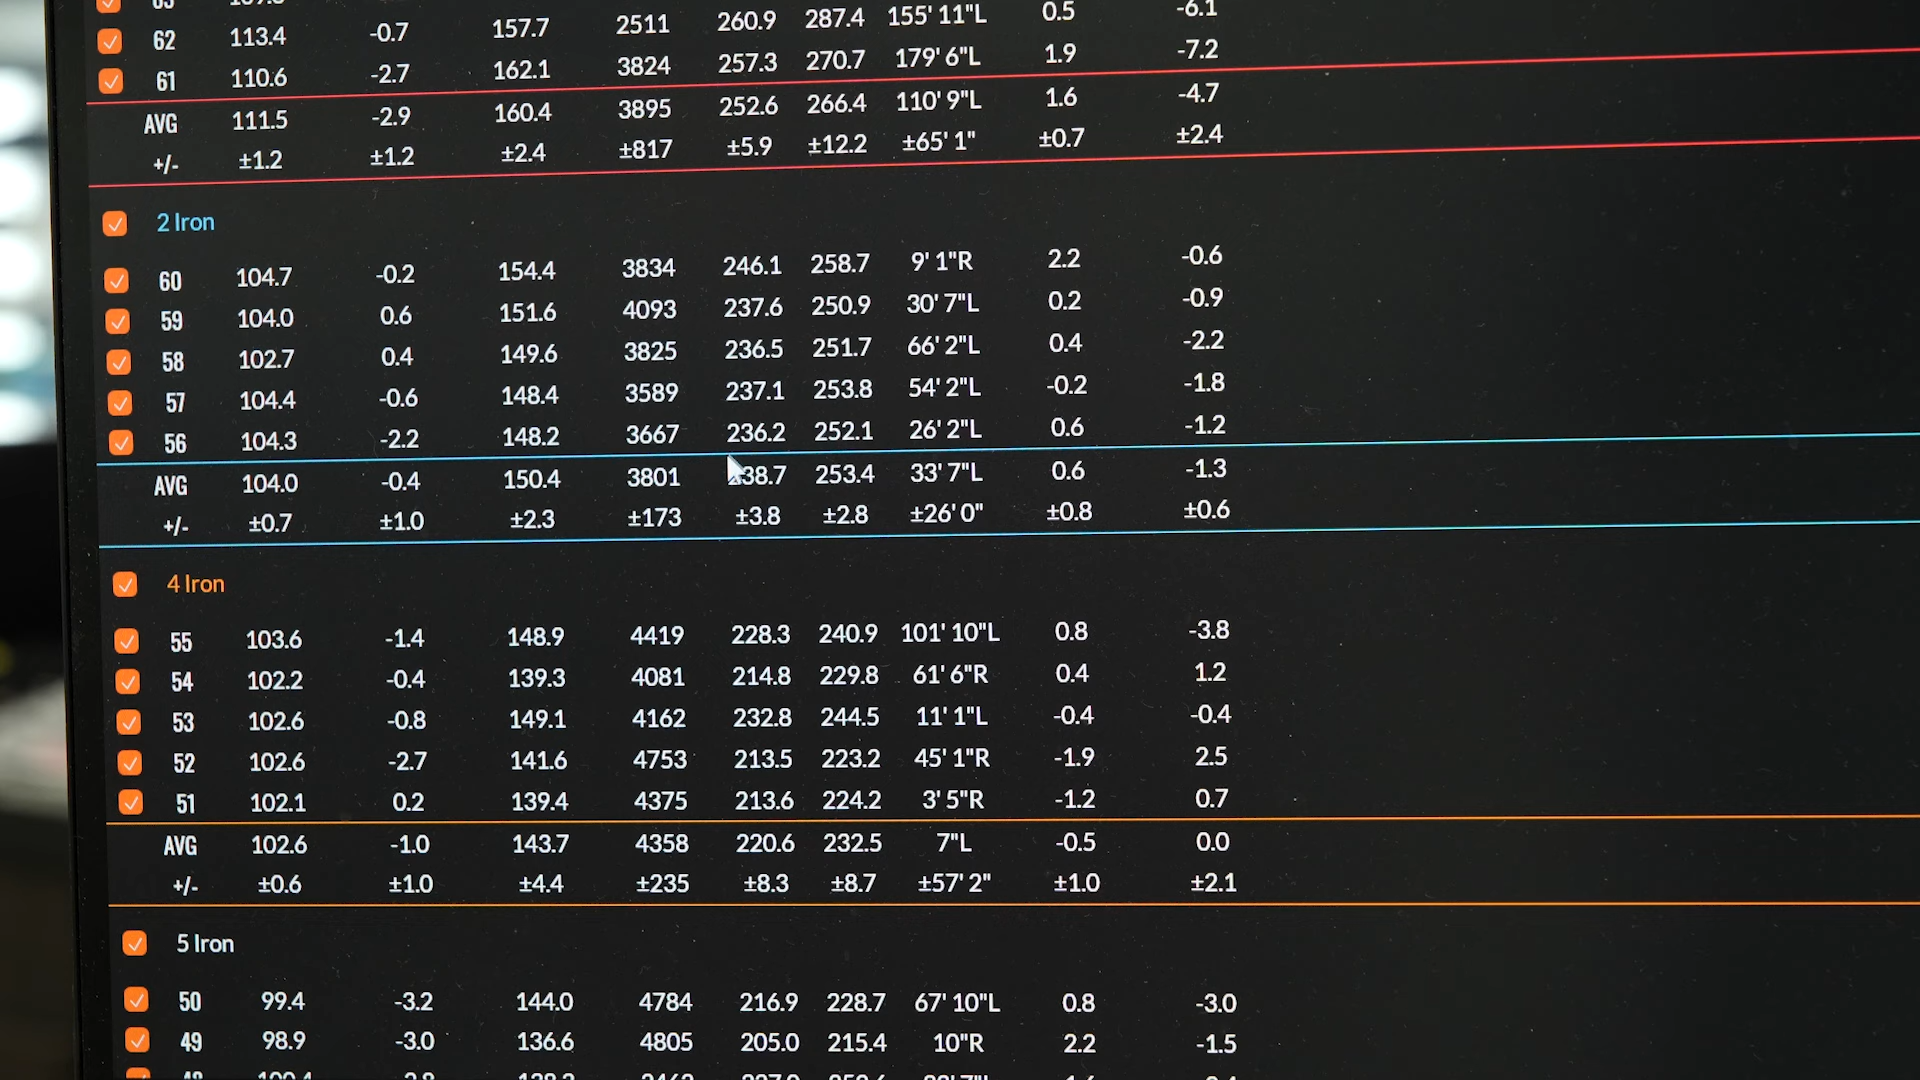 62 113.4 -0.7 157.7 2511 260.9 287.4 155' 11"L 0.5 -6.1
61 110.6 -2.7 162.1 3824 257.3 270.7 179' 6"L 1.9 -7.2
AVG 111.5 -2.9 160.4 3895 252.6 266.4 110' 9"L 1.6 -4.7
+/- ±1.2 ±1.2 ±2.4 ±817 ±5.9 ±12.2 ±65' 1" ±0.7 ±2.4
2 Iron
60 104.7 -0.2 154.4 3834 246.1 258.7 9' 1"R 2.2 -0.6
59 104.0 0.6 151.6 4093 237.6 250.9 30' 7"L 0.2 -0.9
58 102.7 0.4 149.6 3825 236.5 251.7 66' 2"L 0.4 -2.2
57 104.4 -0.6 148.4 3589 237.1 253.8 54' 2"L -0.2 -1.8
56 104.3 -2.2 148.2 3667 236.2 252.1 26' 2"L 0.6 -1.2
AVG 104.0 -0.4 150.4 3801 238.7 253.4 33' 7"L 0.6 -1.3
+/- ±0.7 ±1.0 ±2.3 ±173 ±3.8 ±2.8 ±26' 0" ±0.8 ±0.6
4 Iron
55 103.6 -1.4 148.9 4419 228.3 240.9 101' 10"L 0.8 -3.8
54 102.2 -0.4 139.3 4081 214.8 229.8 61' 6"R 0.4 1.2
53 102.6 -0.8 149.1 4162 232.8 244.5 11' 1"L -0.4 -0.4
52 102.6 -2.7 141.6 4753 213.5 223.2 45' 1"R -1.9 2.5
51 102.1 0.2 139.4 4375 213.6 224.2 3' 5"R -1.2 0.7
AVG 102.6 -1.0 143.7 4358 220.6 232.5 7"L -0.5 0.0
+/- ±0.6 ±1.0 ±4.4 ±235 ±8.3 ±8.7 ±57' 2" ±1.0 ±2.1
5 Iron
50 99.4 -3.2 144.0 4784 216.9 228.7 67' 10"L 0.8 -3.0
49 98.9 -3.0 136.6 4805 205.0 215.4 10"R 2.2 -1.5